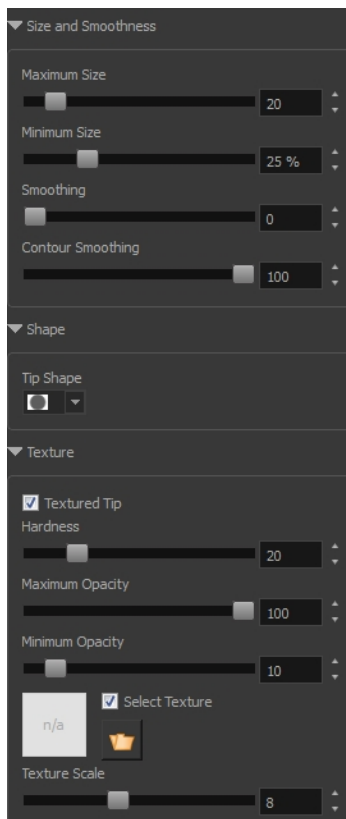 Size and Smoothness
Maximum Size
20
Minimum Size
25 %
Smoothing
0
Contour Smoothing
100
Shape
Tip Shape
Texture
Textured Tip
Hardness
20
Maximum Opacity
100
Minimum Opacity
10
n/a
Select Texture
Texture Scale
8